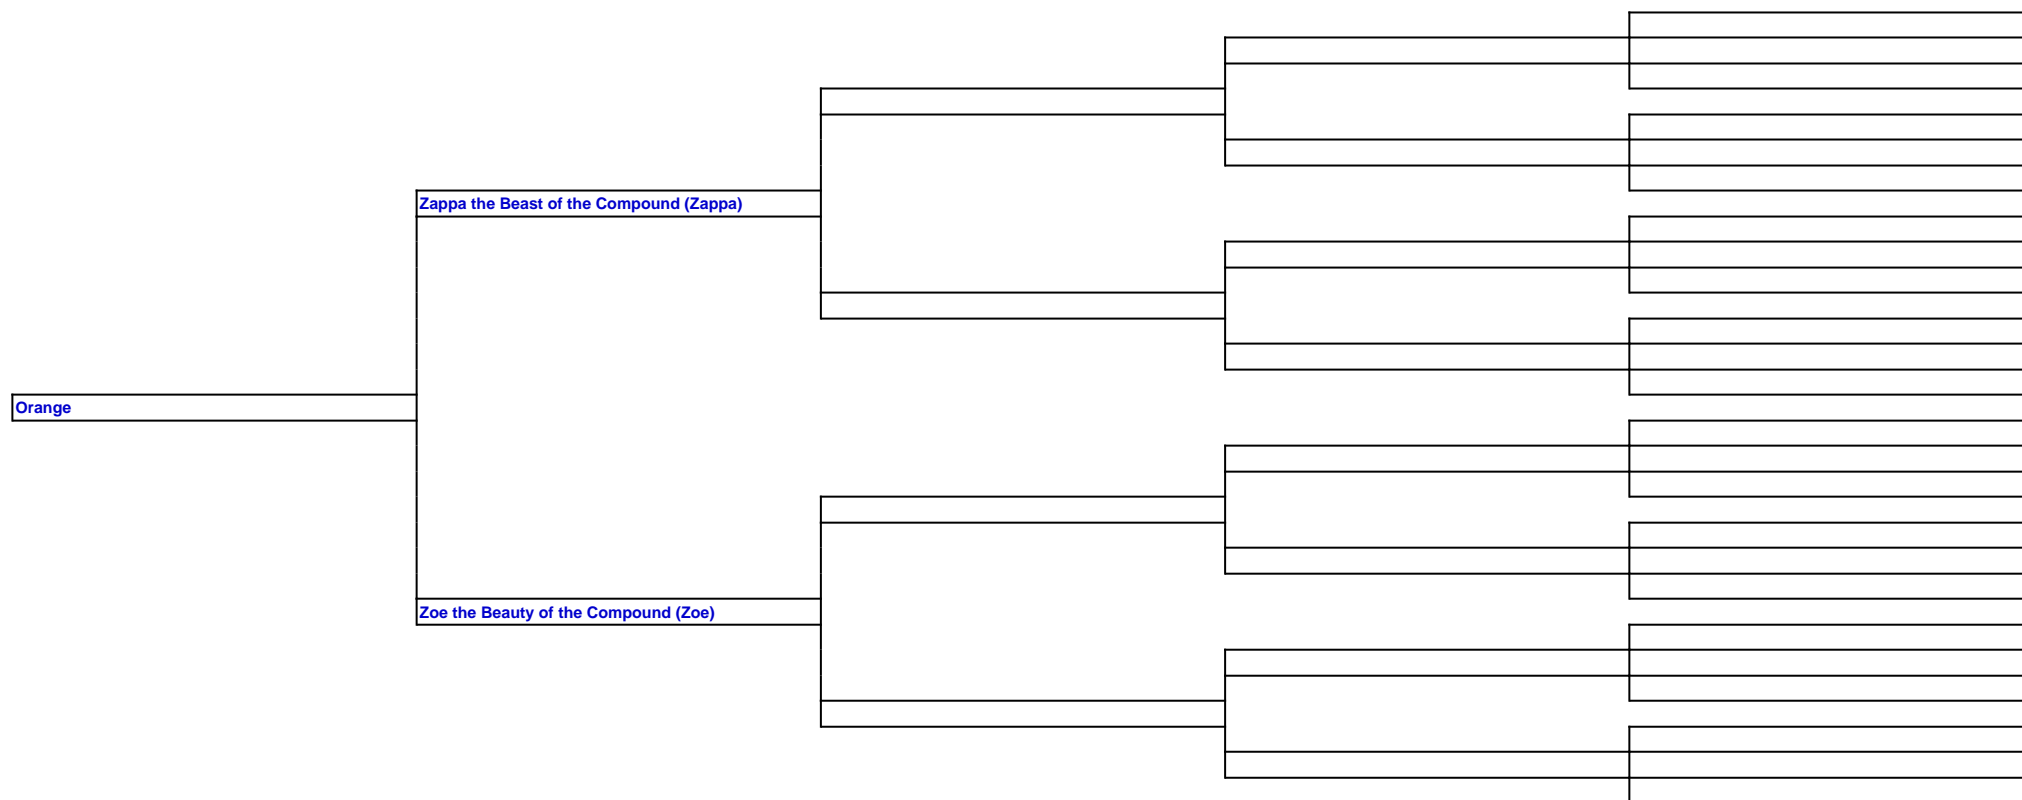 Zappa the Beast of the Compound (Zappa)
Orange
Zoe the Beauty of the Compound (Zoe)